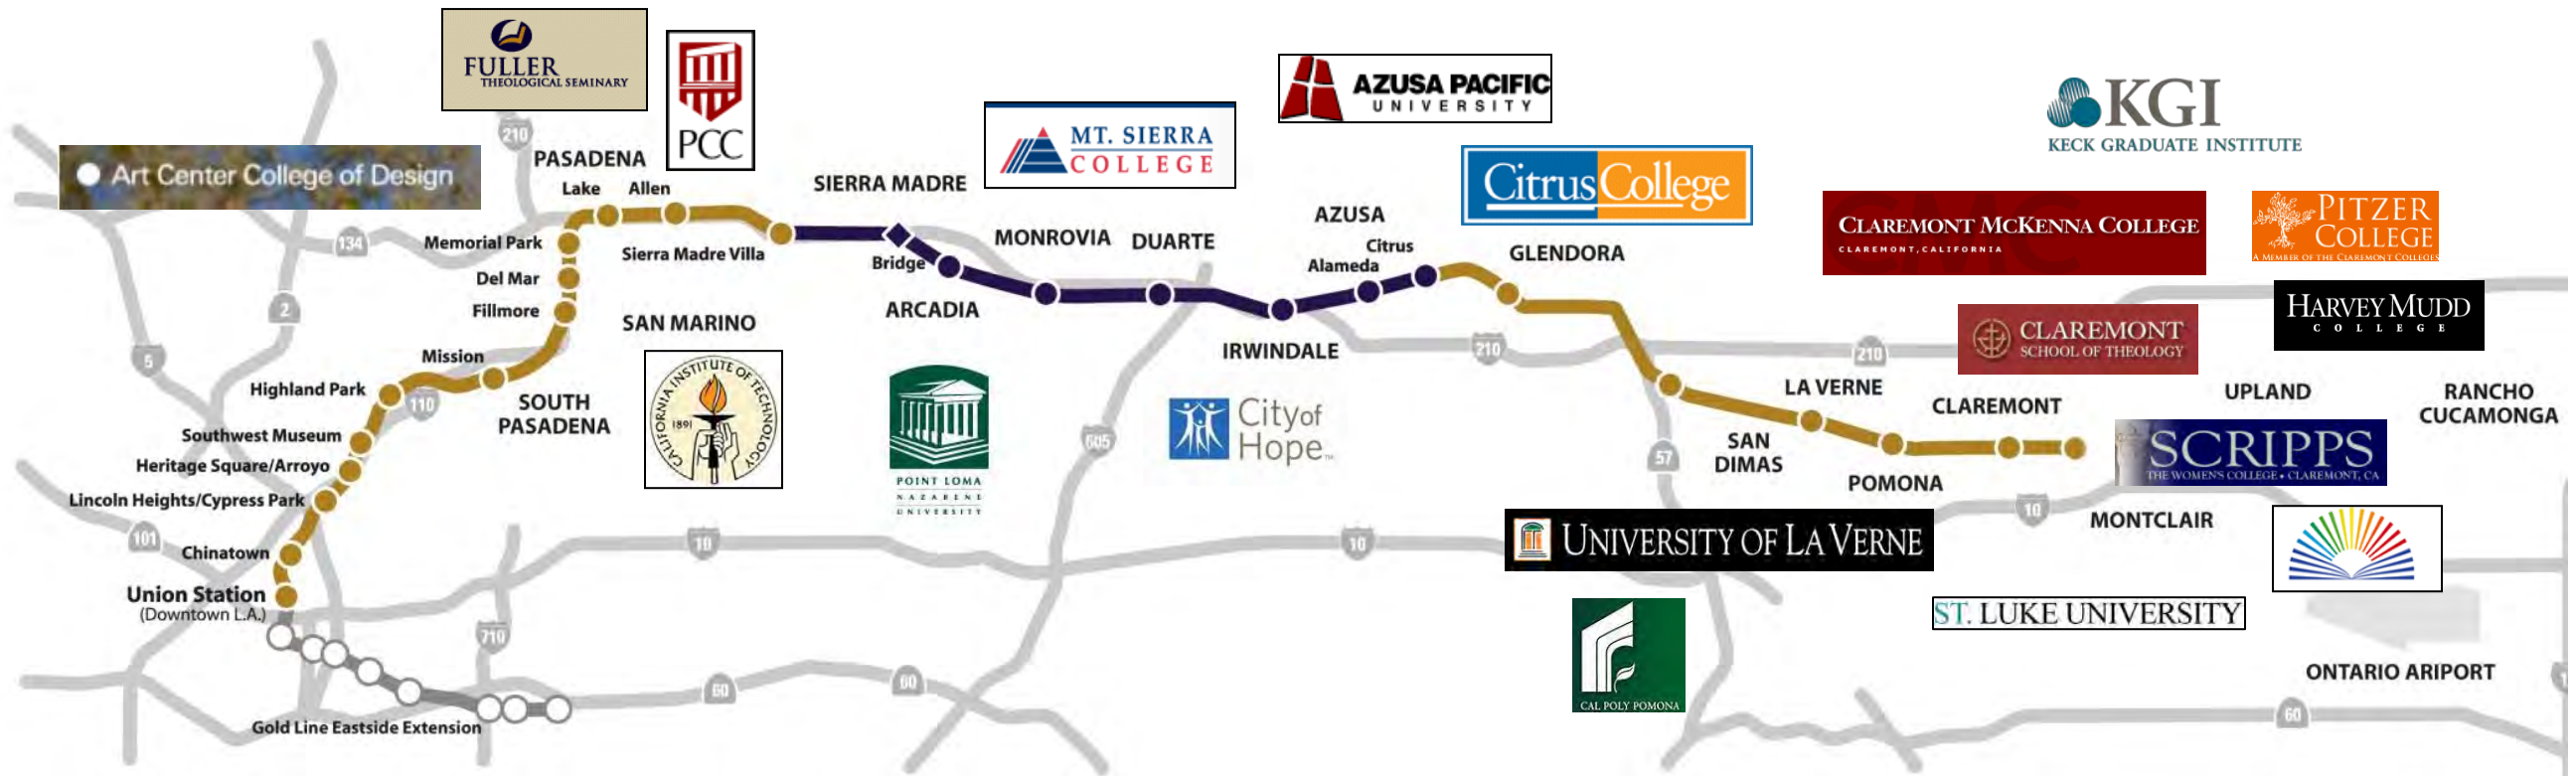 FULLER
THEOLOGICAL SEMINARY
PCC
Art Center College of Design
210
PASADENA
Lake
Allen
SIERRA MADRE
MT. SIERRA
COLLEGE
AZUSA PACIFIC
UNIVERSITY
CitrusCollege
KGI
KECK GRADUATE INSTITUTE
CLAREMONT MCKENNA COLLEGE
CLAREMONT, CALIFORNIA
PITZER
COLLEGE
A MEMBER OF THE CLAREMONT COLLEGES
HARVEY MUDD
COLLEGE
CLAREMONT
SCHOOL OF THEOLOGY
134
Memorial Park
Del Mar
Fillmore
Sierra Madre Villa
Bridge
MONROVIA
DUARTE
AZUSA
Citrus
Alameda
GLENDORA
2
5
SAN MARINO
ARCADIA
IRWINDALE
210
210
Mission
Highland Park
110
SOUTH
PASADENA
CALIFORNIA INSTITUTE OF TECHNOLOGY
1891
POINT LOMA
NAZARENE
UNIVERSITY
605
City of
Hope
LA VERNE
CLAREMONT
UPLAND
RANCHO
CUCAMONGA
Southwest Museum
Heritage Square/Arroyo
Lincoln Heights/Cypress Park
57
SAN
DIMAS
POMONA
SCRIPPS
THE WOMEN'S COLLEGE • CLAREMONT, CA
101
Chinatown
10
10
10
MONTCLAIR
UNIVERSITY OF LA VERNE
Union Station
(Downtown L.A.)
710
CAL POLY POMONA
ST. LUKE UNIVERSITY
ONTARIO ARIPORT
60
60
60
Gold Line Eastside Extension